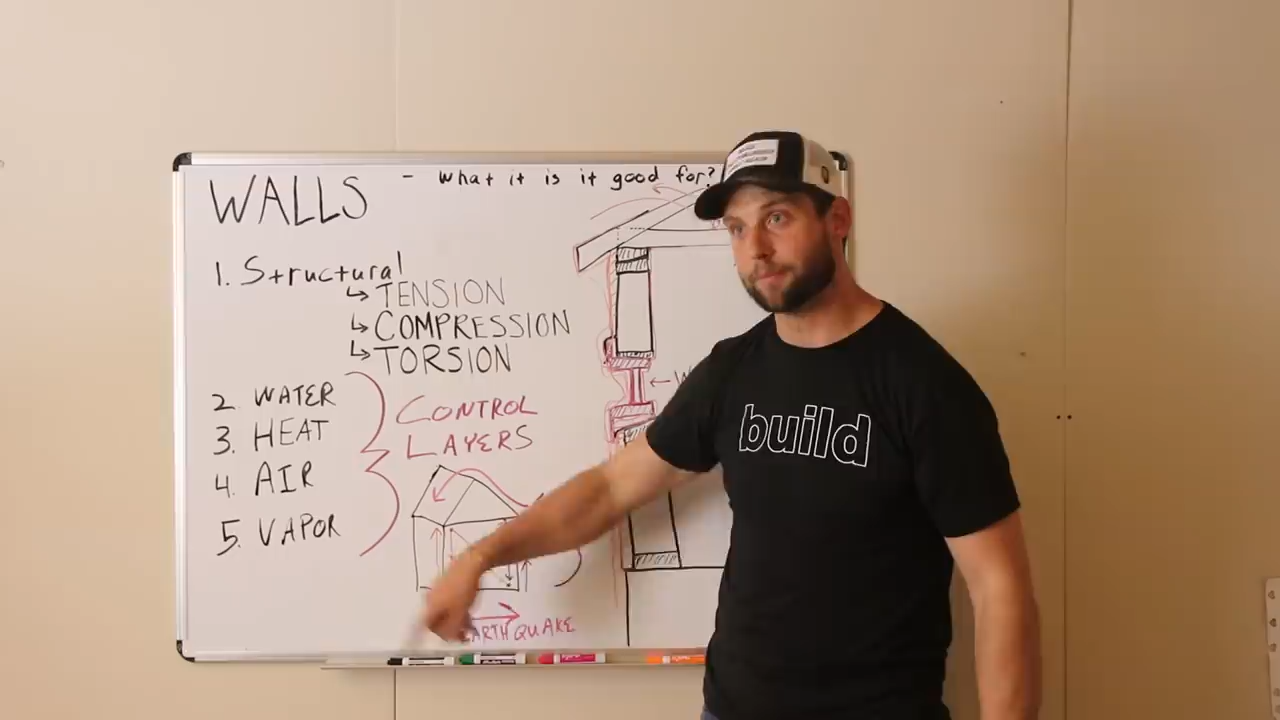 WALLS - What it is it good for?
1. Structural
↳ TENSION
↳ COMPRESSION
↳ TORSION
2. WATER
3. HEAT
4. AIR
5. VAPOR
CONTROL
LAYERS
EARTHQUAKE
build